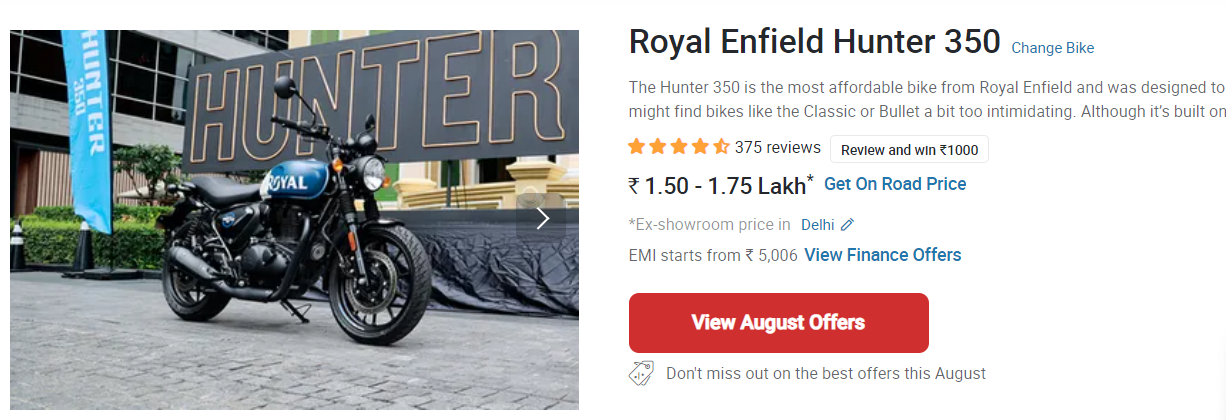 HUNTER
350
HUNTER
ROYAL
Royal Enfield Hunter 350 Change Bike
The Hunter 350 is the most affordable bike from Royal Enfield and was designed to
might find bikes like the Classic or Bullet a bit too intimidating. Although it's built on
375 reviews Review and win ₹1000
₹ 1.50 - 1.75 Lakh* Get On Road Price
*Ex-showroom price in Delhi
EMI starts from ₹ 5,006 View Finance Offers
View August Offers
Don't miss out on the best offers this August